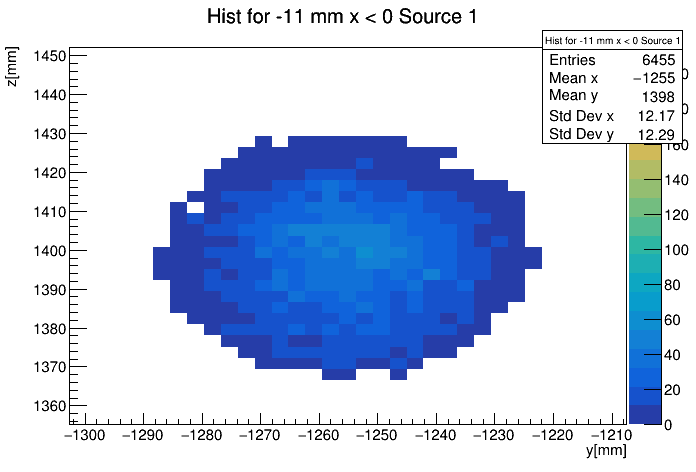 Hist for -11 mm x < 0 Source 1
Hist for -11 mm x < 0 Source 1
Entries 6455
Mean x −1255
Mean y 1398
Std Dev x 12.17
Std Dev y 12.29
z[mm]
1450
1440
1430
1420
1410
1400
1390
1380
1370
1360
−1300 −1290 −1280 −1270 −1260 −1250 −1240 −1230 −1220 −1210
y[mm]
160
140
120
100
80
60
40
20
0